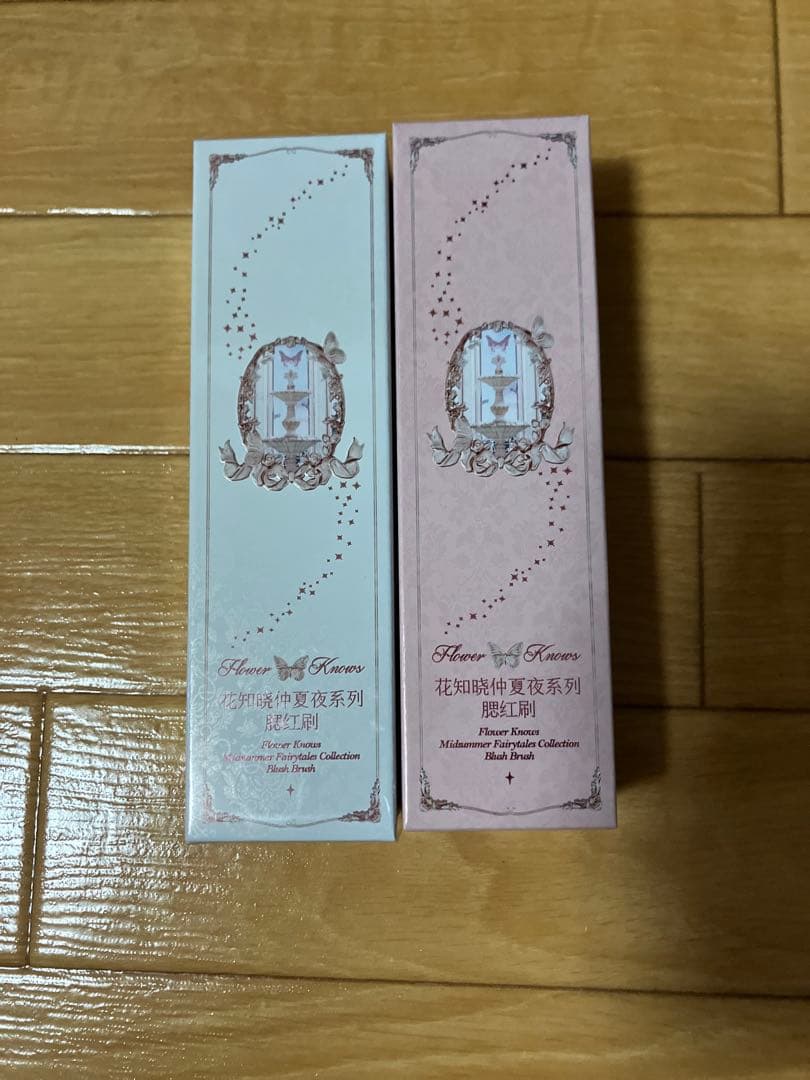 Flower Knows
花知晓仲夏夜系列
腮红刷
Flower Knows
Midsummer Fairytales Collection
Blush Brush
Flower Knows
花知晓仲夏夜系列
腮红刷
Flower Knows
Midsummer Fairytales Collection
Blush Brush